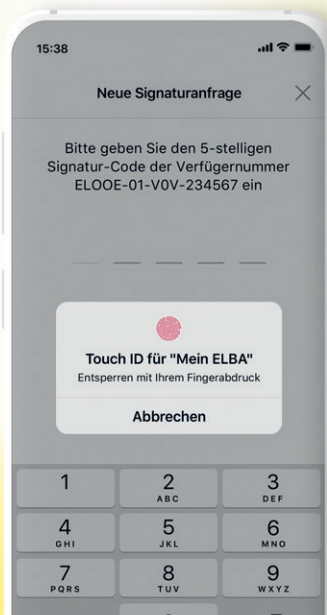 15:38
Neue Signaturanfrage
Bitte geben Sie den 5-stelligen
Signatur-Code der Verfügernummer
ELOOE-01-V0V-234567 ein
Touch ID für "Mein ELBA"
Entsperren mit Ihrem Fingerabdruck
Abbrechen
1 2 3
ABC DEF
4 5 6
GHI JKL MNO
7 8 9
PQRS TUV WXYZ